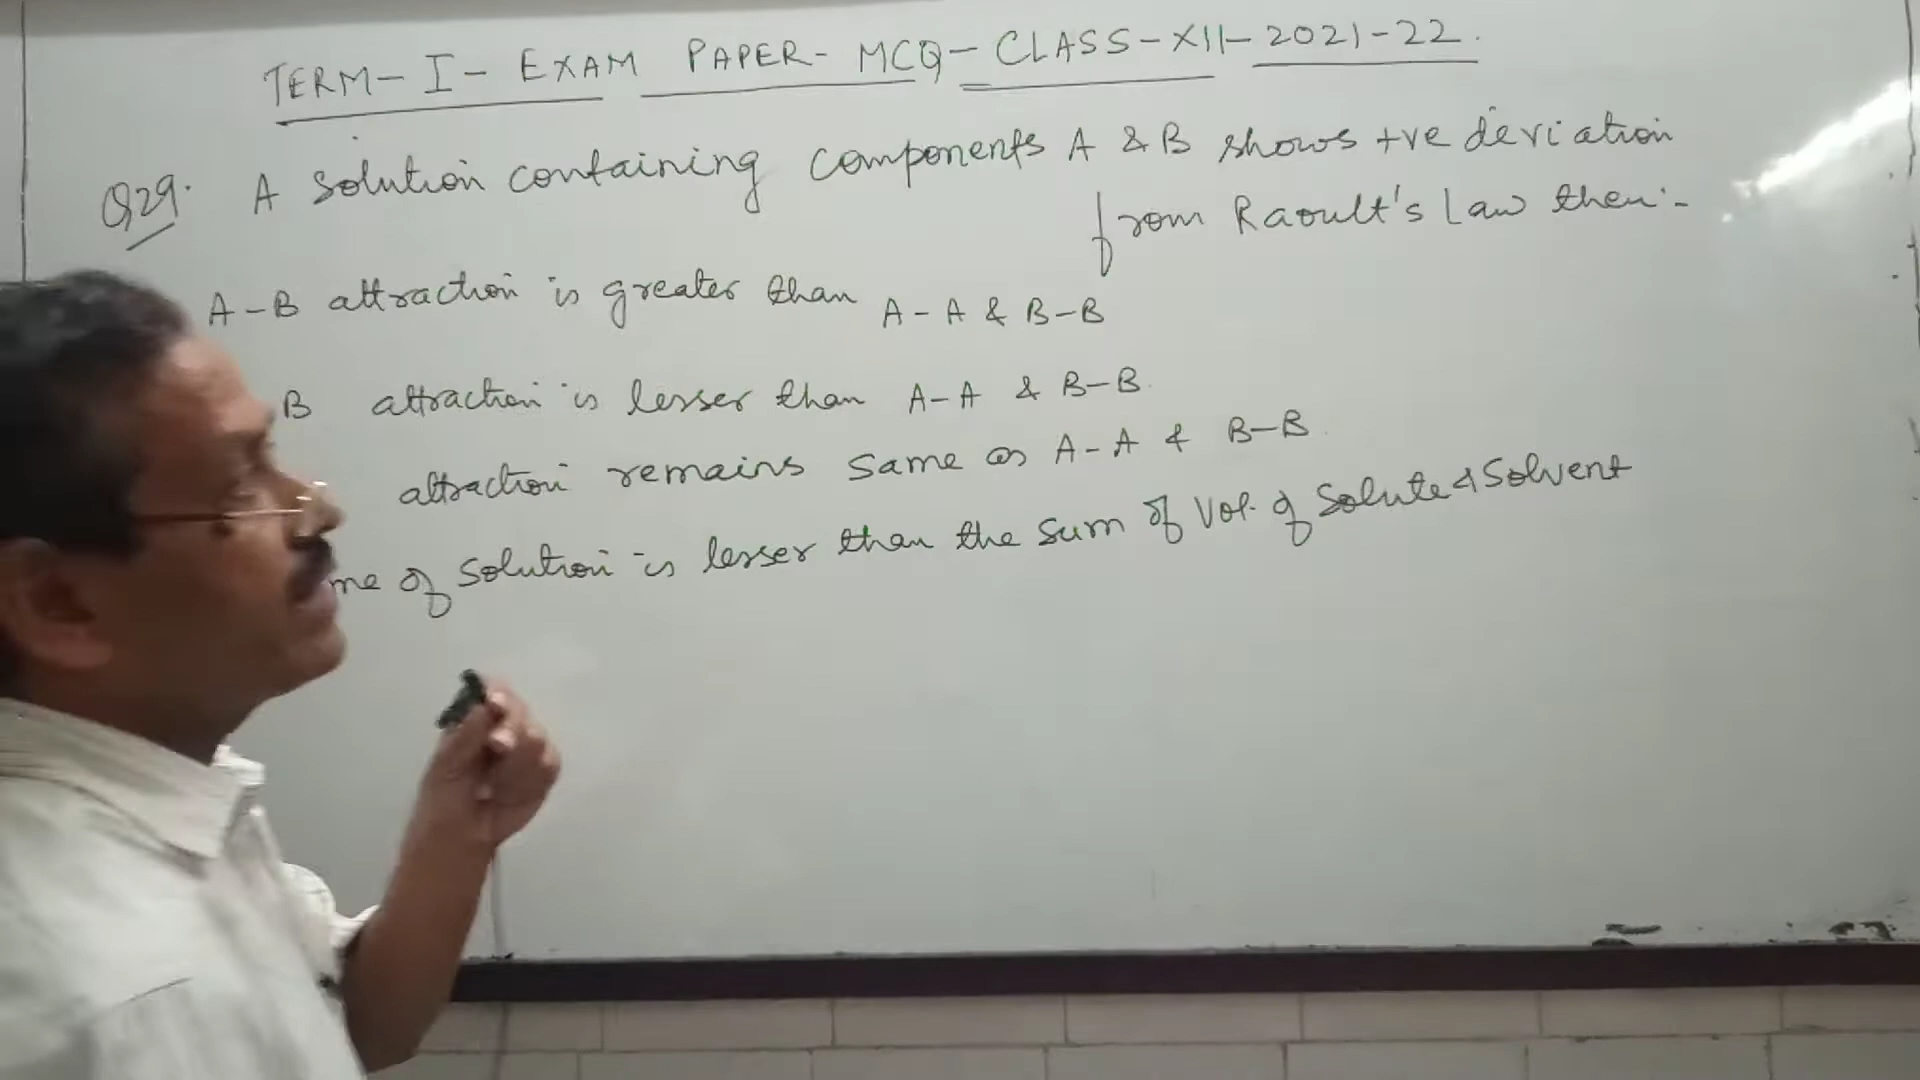 TERM- I- EXAM PAPER- MCQ- CLASS-XII-2021-22.
Q29. A Solution containing components A & B shows +ve deviation
from Raoult's Law then:-
A-B attraction is greater than A-A & B-B
B attraction is lesser than A-A & B-B.
attraction remains same as A-A & B-B.
me of solution is lesser than the sum of Vol. of Solute & Solvent